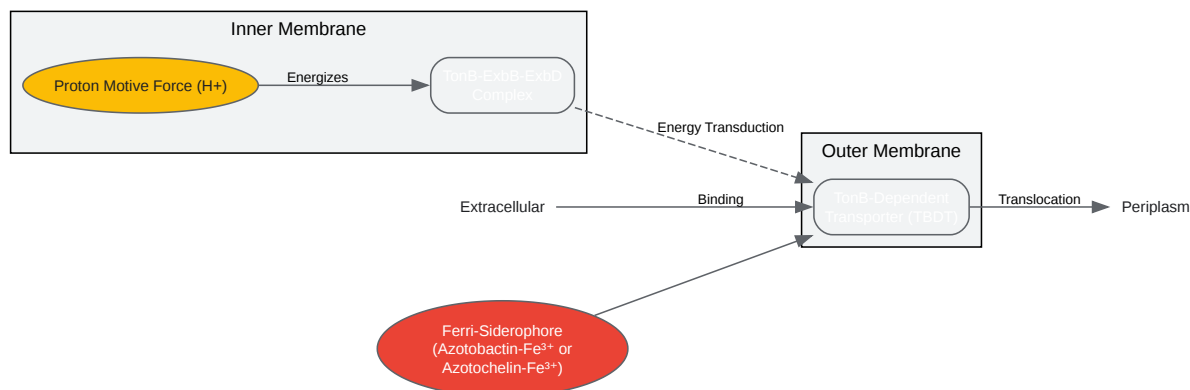 Inner Membrane
Proton Motive Force (H+)
Energizes
TonB-ExbB-ExbD
Complex
Energy Transduction
Outer Membrane
TonB-Dependent
Transporter (TBDT)
Extracellular
Binding
Translocation
Periplasm
Ferri-Siderophore
(Azotobactin-Fe³⁺ or
Azotochelin-Fe³⁺)